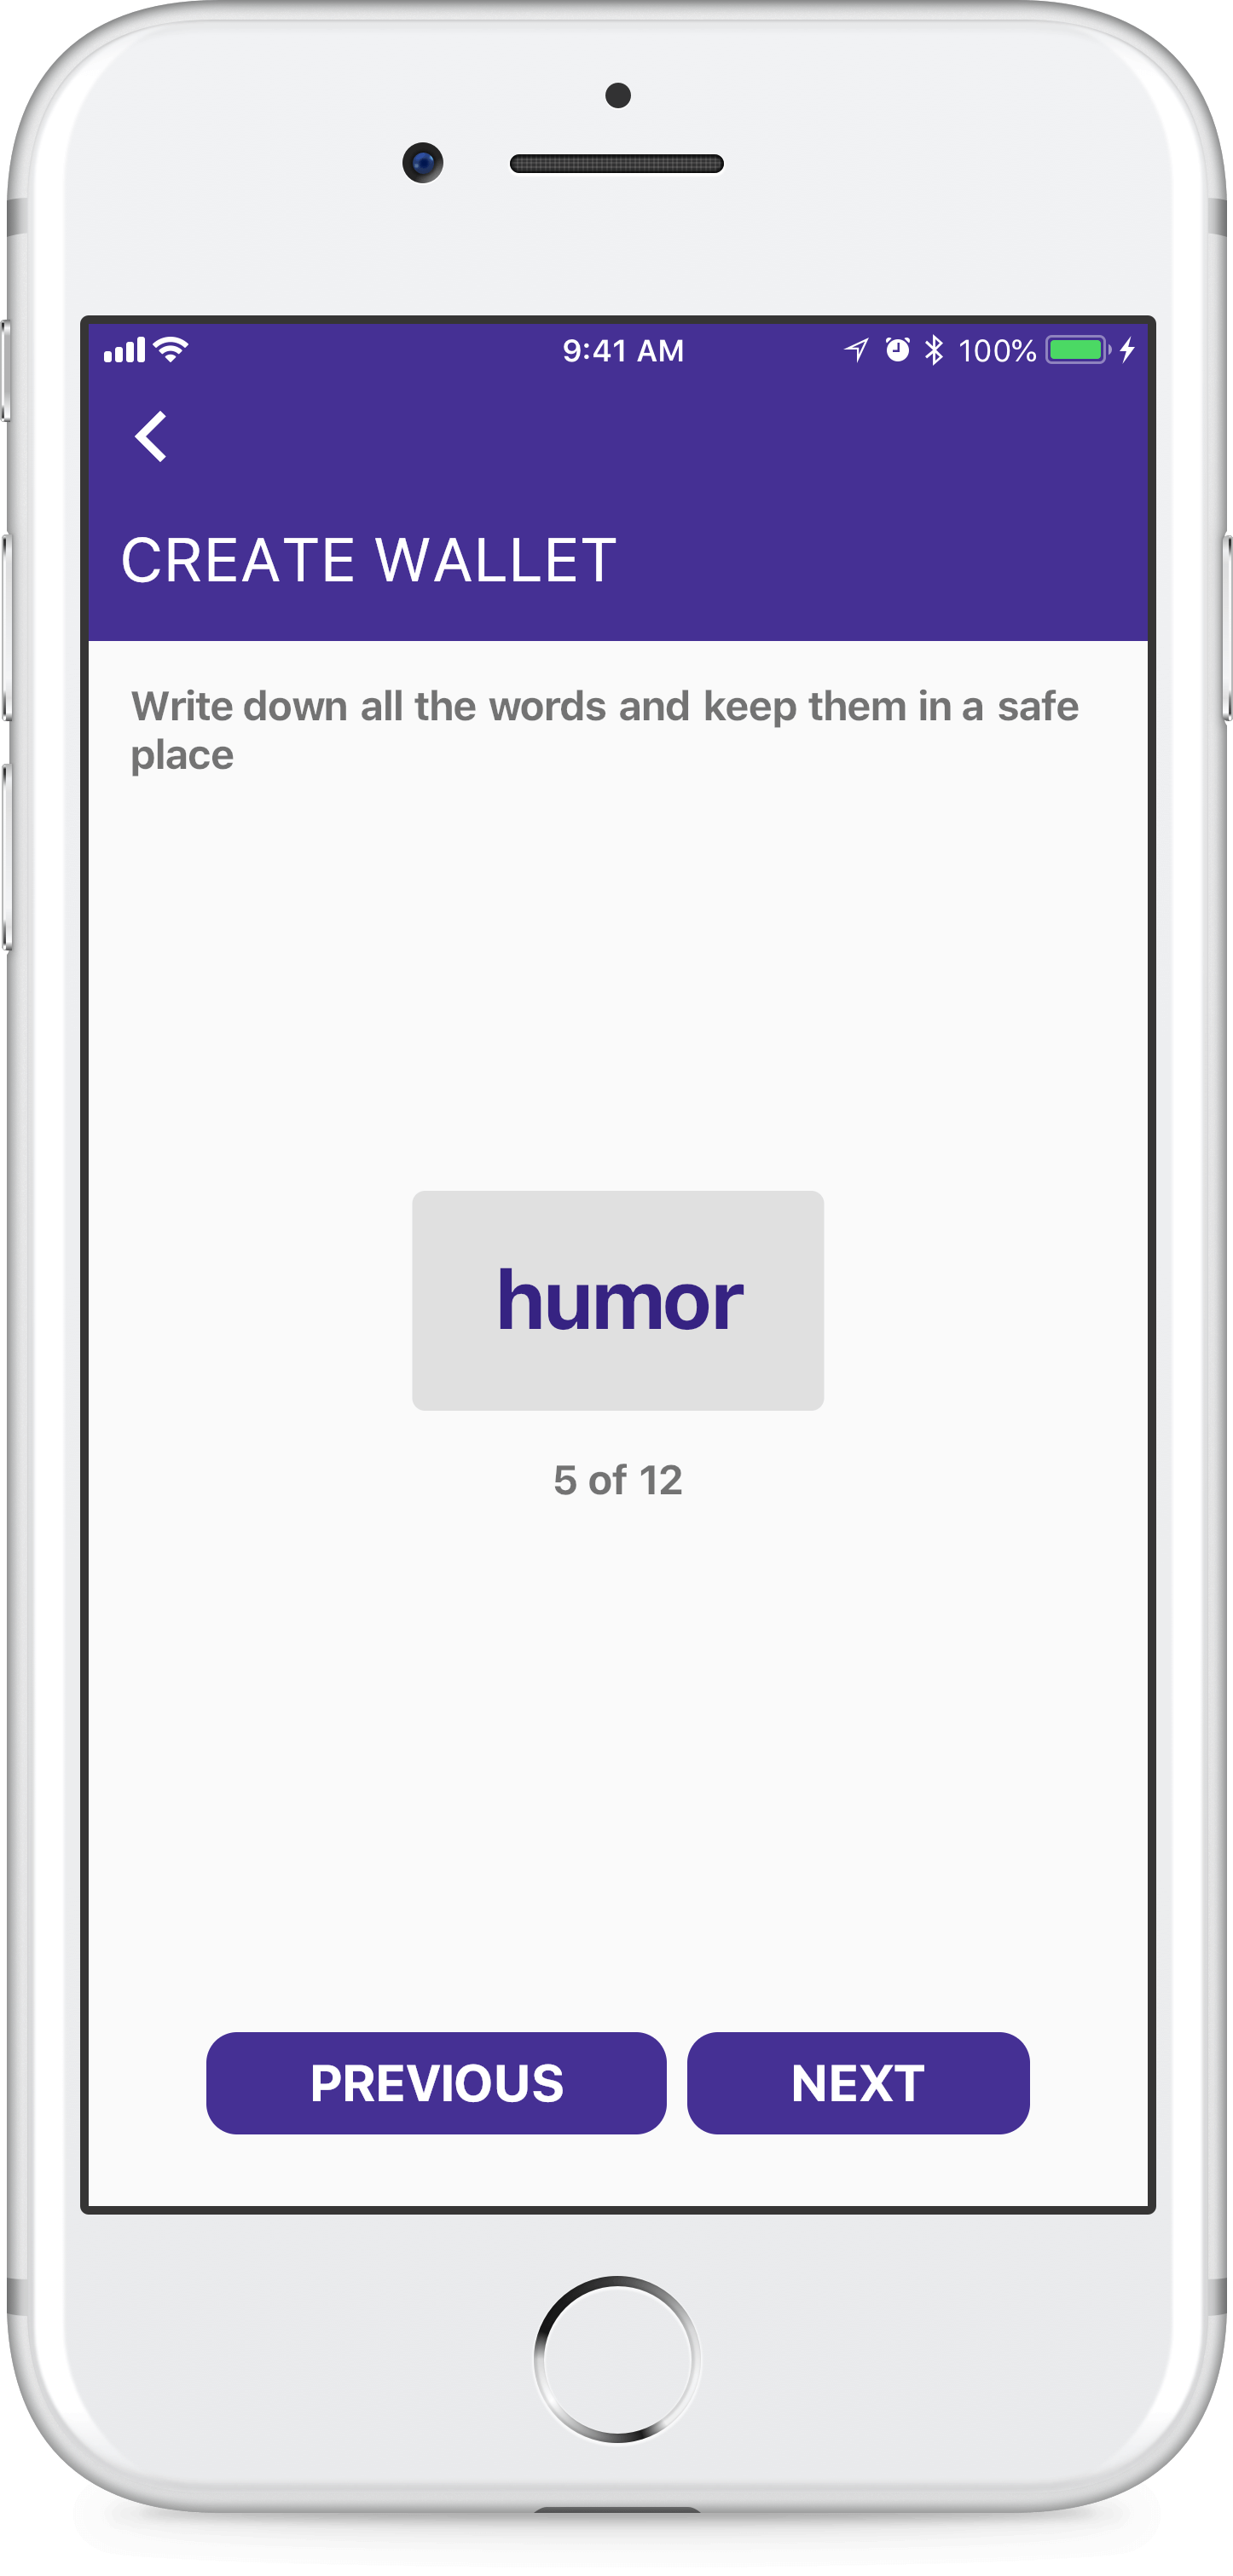 9:41 AM 100%
CREATE WALLET
Write down all the words and keep them in a safe
place
humor
5 of 12
PREVIOUS NEXT